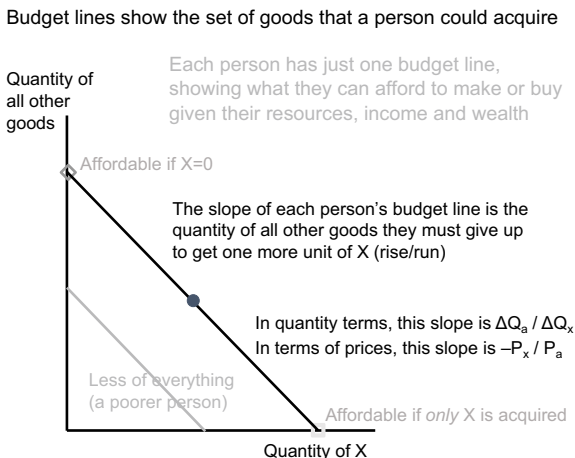 Budget lines show the set of goods that a person could acquire
Each person has just one budget line,
showing what they can afford to make or buy
given their resources, income and wealth
Quantity of
all other
goods
Affordable if X=0
The slope of each person's budget line is the
quantity of all other goods they must give up
to get one more unit of X (rise/run)
In quantity terms, this slope is ΔQₐ / ΔQₓ
In terms of prices, this slope is –Pₓ / Pₐ
Less of everything
(a poorer person)
Affordable if only X is acquired
Quantity of X